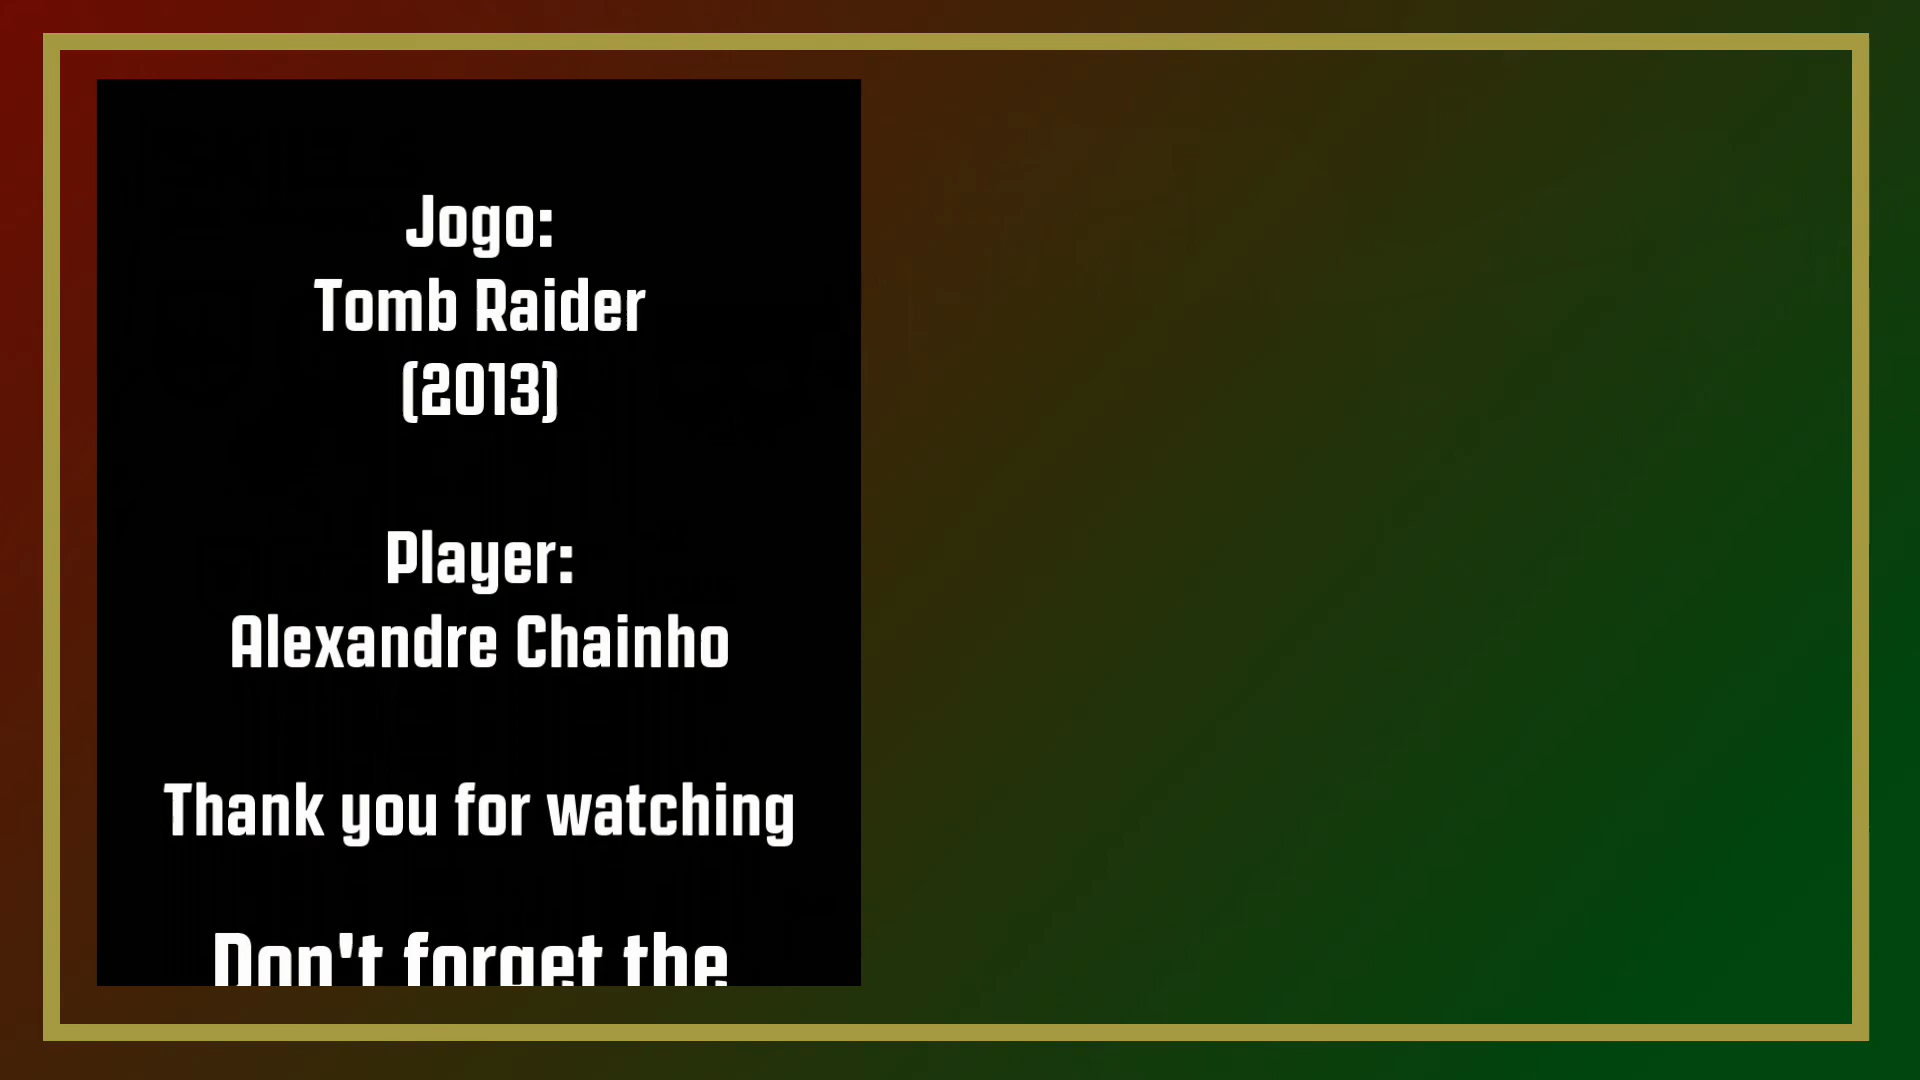 Jogo:
Tomb Raider
(2013)
Player:
Alexandre Chainho
Thank you for watching
Don't forget the